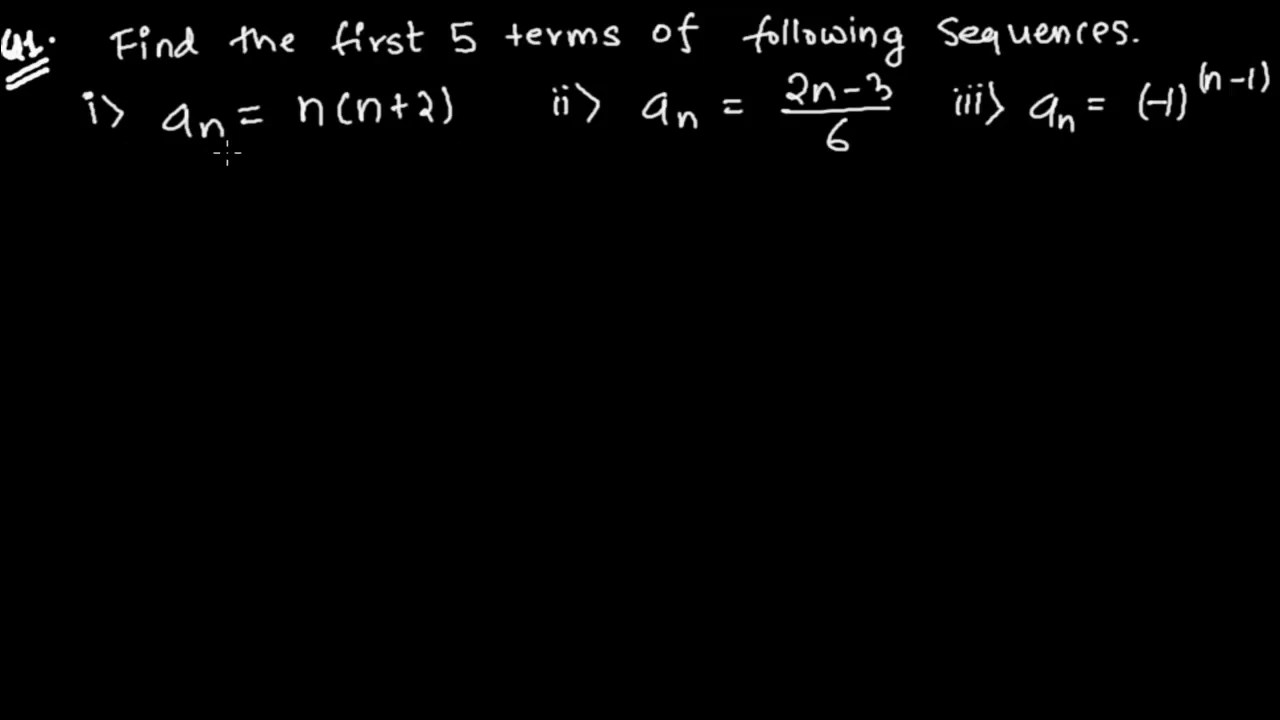 Q1. Find the first 5 terms of following Sequences.
i> aₙ = n(n+2) ii> aₙ = (2n-3)/6 iii> aₙ = (-1)^(n-1)